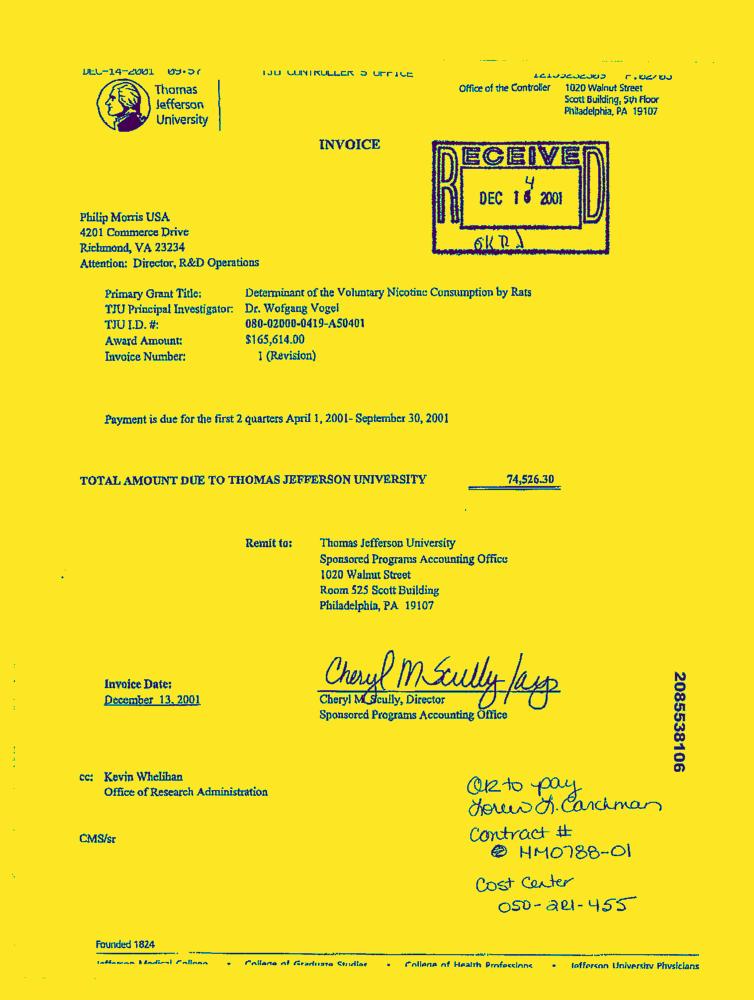 DEC-14-2001 09:57 TJU CONTROLLER S OFFICE
Thomas
Jefferson
University
Office of the Controller 1020 Walnut Street
Scott Building, 5th Floor
Philadelphia, PA 19107
INVOICE
RECEIVED
DEC 14 2001
Philip Morris USA
4201 Commerce Drive
Richmond, VA 23234
Attention: Director, R&D Operations
Primary Grant Title: Determinant of the Voluntary Nicotine Consumption by Rats
TJU Principal Investigator: Dr. Wofgang Vogel
TJU I.D. #: 080-02000-0419-A50401
Award Amount: $165,614.00
Invoice Number: 1 (Revision)
Payment is due for the first 2 quarters April 1, 2001- September 30, 2001
TOTAL AMOUNT DUE TO THOMAS JEFFERSON UNIVERSITY 74,526.30
Remit to: Thomas Jefferson University
Sponsored Programs Accounting Office
1020 Walnut Street
Room 525 Scott Building
Philadelphia, PA 19107
Cheryl M Scully
Invoice Date:
December 13, 2001
Cheryl M. Scully, Director
Sponsored Programs Accounting Office
2085538106
cc: Kevin Whelihan
Office of Research Administration
CMS/sr
OK to pay
Contract #
HM0788-01
Cost Center
050-221-455
Founded 1824
Jefferson Medical College • College of Graduate Studies • College of Health Professions • Jefferson University Physicians